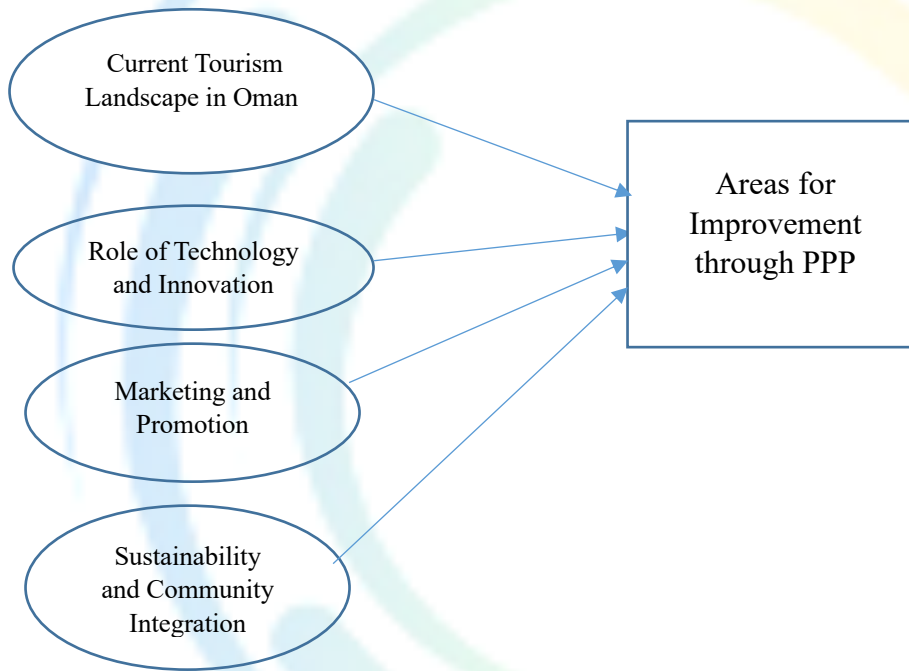 Current Tourism
Landscape in Oman
Role of Technology
and Innovation
Marketing and
Promotion
Sustainability
and Community
Integration
Areas for
Improvement
through PPP